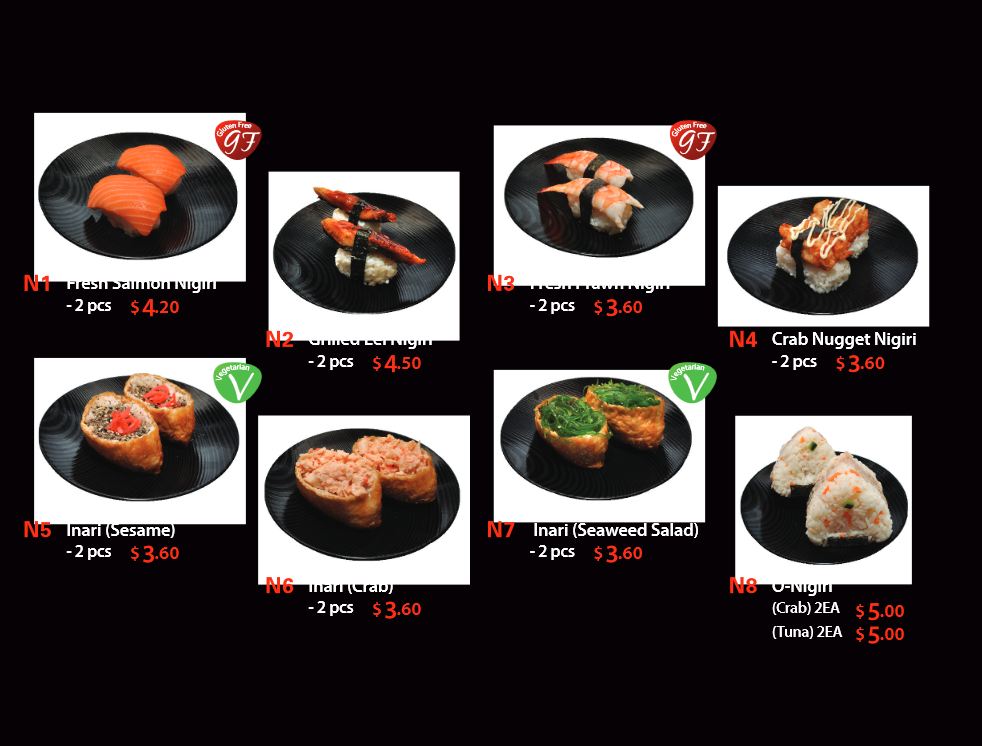 Gluten Free
GF
N1 Fresh Salmon Nigiri
- 2 pcs $4.20
N2 Grilled Eel Nigiri
- 2 pcs $4.50
Gluten Free
GF
N3 Fresh Prawn Nigiri
- 2 pcs $3.60
N4 Crab Nugget Nigiri
- 2 pcs $3.60
Vegetarian
V
N5 Inari (Sesame)
- 2 pcs $3.60
N6 Inari (Crab)
- 2 pcs $3.60
Vegetarian
V
N7 Inari (Seaweed Salad)
- 2 pcs $3.60
N8 O-Nigiri
(Crab) 2EA $5.00
(Tuna) 2EA $5.00